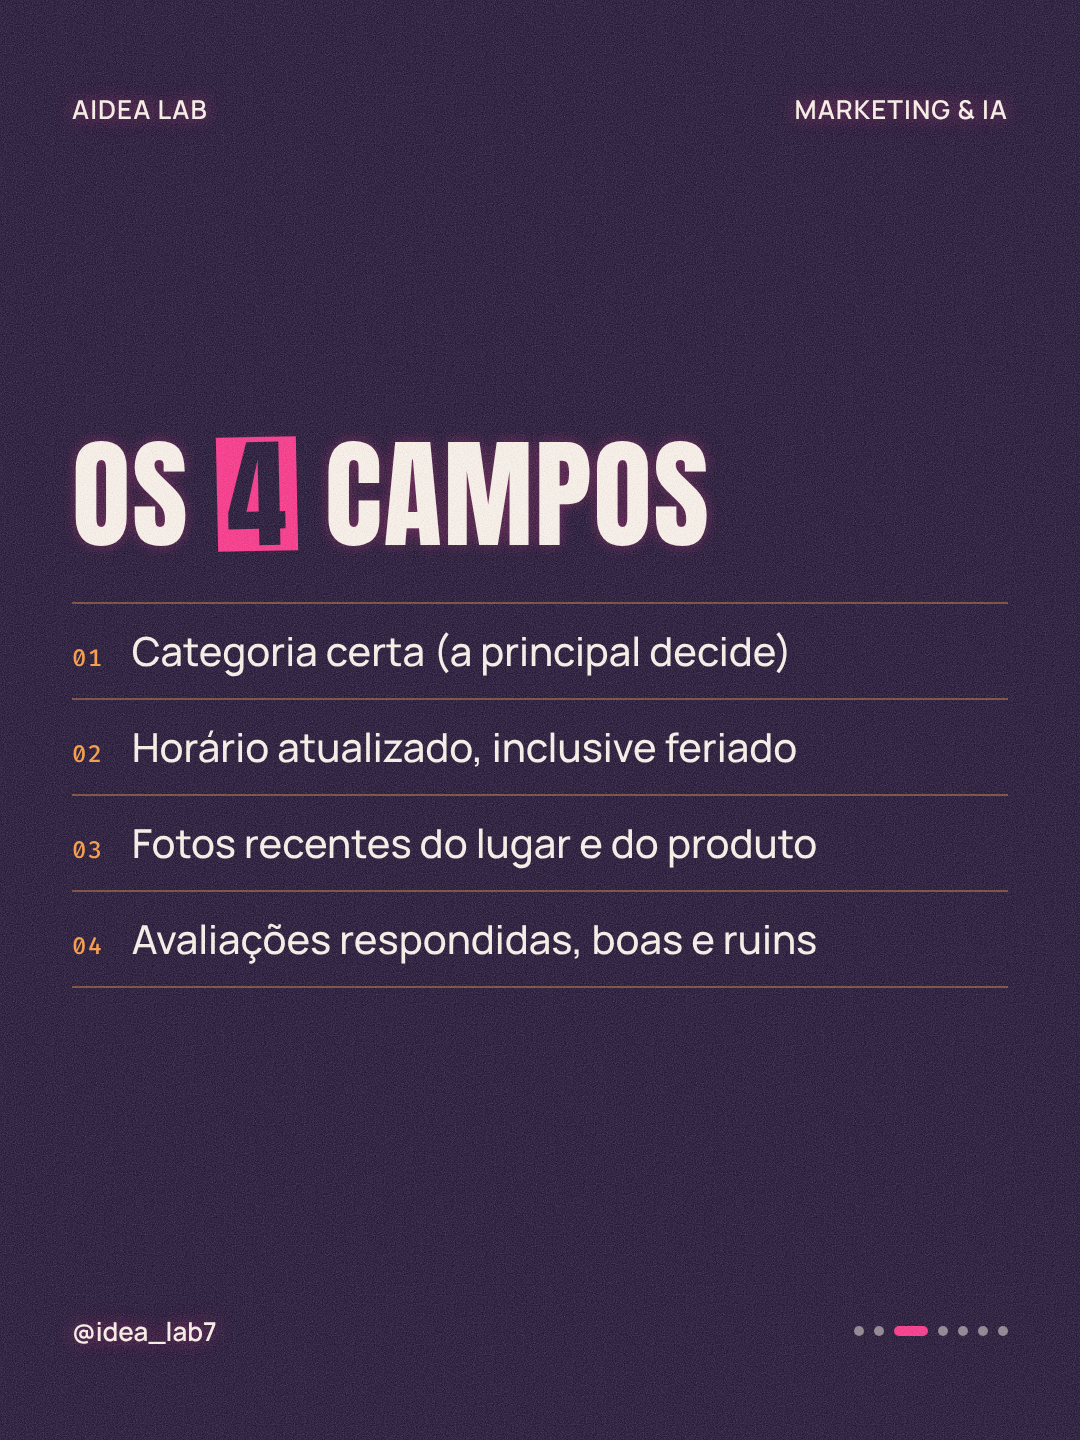 AIDEA LAB
MARKETING & IA
OS 4 CAMPOS
01 Categoria certa (a principal decide)
02 Horário atualizado, inclusive feriado
03 Fotos recentes do lugar e do produto
04 Avaliações respondidas, boas e ruins
@idea_lab7